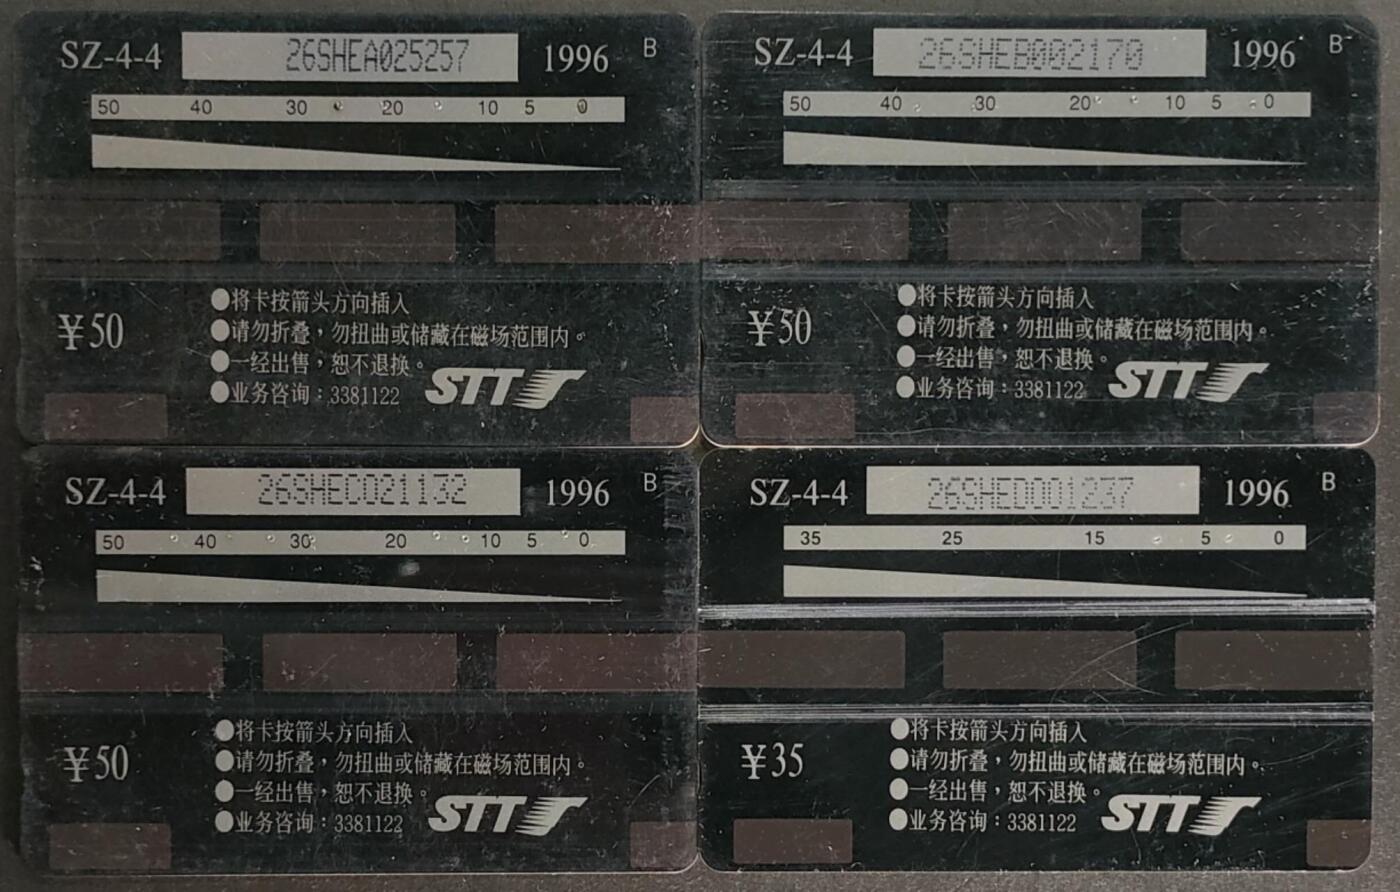 SZ-4-4 26SHEA025257 1996 B
50 40 30 20 10 5 0
¥50
●将卡按箭头方向插入
●请勿折叠，勿扭曲或储藏在磁场范围内。
●一经出售，恕不退换。
●业务咨询：3381122
STT
SZ-4-4 26SHEB002170 1996 B
50 40 30 20 10 5 0
¥50
●将卡按箭头方向插入
●请勿折叠，勿扭曲或储藏在磁场范围内。
●一经出售，恕不退换。
●业务咨询：3381122
STT
SZ-4-4 26SHEC021132 1996 B
50 40 30 20 10 5 0
¥50
●将卡按箭头方向插入
●请勿折叠，勿扭曲或储藏在磁场范围内。
●一经出售，恕不退换。
●业务咨询：3381122
STT
SZ-4-4 26SHED001237 1996 B
35 25 15 5 0
¥35
●将卡按箭头方向插入
●请勿折叠，勿扭曲或储藏在磁场范围内。
●一经出售，恕不退换。
●业务咨询：3381122
STT